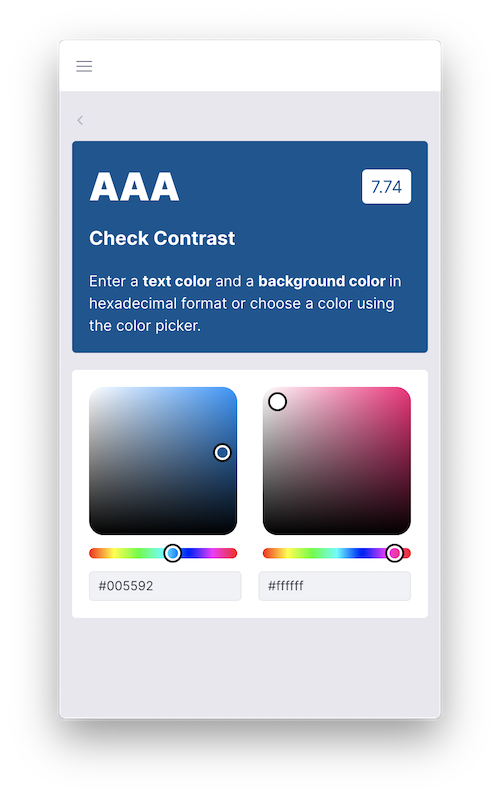 AAA
7.74
Check Contrast
Enter a text color and a background color in
hexadecimal format or choose a color using
the color picker.
#005592
#ffffff